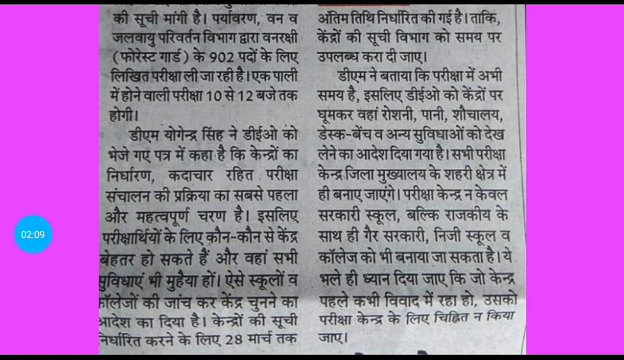 की सूची मांगी है। पर्यावरण, वन व
जलवायु परिवर्तन विभाग द्वारा वनरक्षी
(फोरेस्ट गार्ड) के 902 पदों के लिए
लिखित परीक्षा ली जा रही है। एक पाली
में होने वाली परीक्षा 10 से 12 बजे तक
होगी।
डीएम योगेन्द्र सिंह ने डीईओ को
भेजे गए पत्र में कहा है कि केन्द्रों का
निर्धारण, कदाचार रहित परीक्षा
संचालन की प्रक्रिया का सबसे पहला
और महत्वपूर्ण चरण है। इसलिए
परीक्षार्थियों के लिए कौन-कौन से केंद्र
बेहतर हो सकते हैं और वहां सभी
सुविधाएं भी मुहैया हों। ऐसे स्कूलों व
कॉलेजों की जांच कर केंद्र चुनने का
आदेश का दिया है। केन्द्रों की सूची
निर्धारित करने के लिए 28 मार्च तक
अंतिम तिथि निर्धारित की गई है। ताकि,
केंद्रों की सूची विभाग को समय पर
उपलब्ध करा दी जाए।
डीएम ने बताया कि परीक्षा में अभी
समय है, इसलिए डीईओ को केंद्रों पर
घूमकर वहां रोशनी, पानी, शौचालय,
डेस्क-बेंच व अन्य सुविधाओं को देख
लेने का आदेश दिया गया है। सभी परीक्षा
केन्द्र जिला मुख्यालय के शहरी क्षेत्र में
ही बनाए जाएंगे। परीक्षा केन्द्र न केवल
सरकारी स्कूल, बल्कि राजकीय के
साथ ही गैर सरकारी, निजी स्कूल व
कॉलेज को भी बनाया जा सकता है। ये
भले ही ध्यान दिया जाए कि जो केन्द्र
पहले कभी विवाद में रहा हो, उसको
परीक्षा केन्द्र के लिए चिह्नित न किया
जाए।
02:09